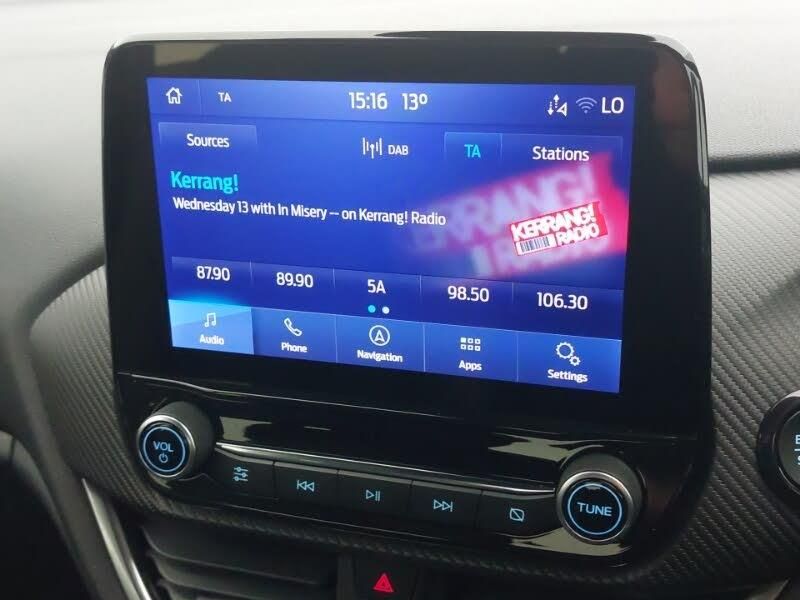 TA 15:16 13° LO
Sources DAB TA Stations
Kerrang!
Wednesday 13 with In Misery -- on Kerrang! Radio
KERRANG!
RADIO
87.90 89.90 5A 98.50 106.30
Audio Phone Navigation Apps Settings
VOL
TUNE